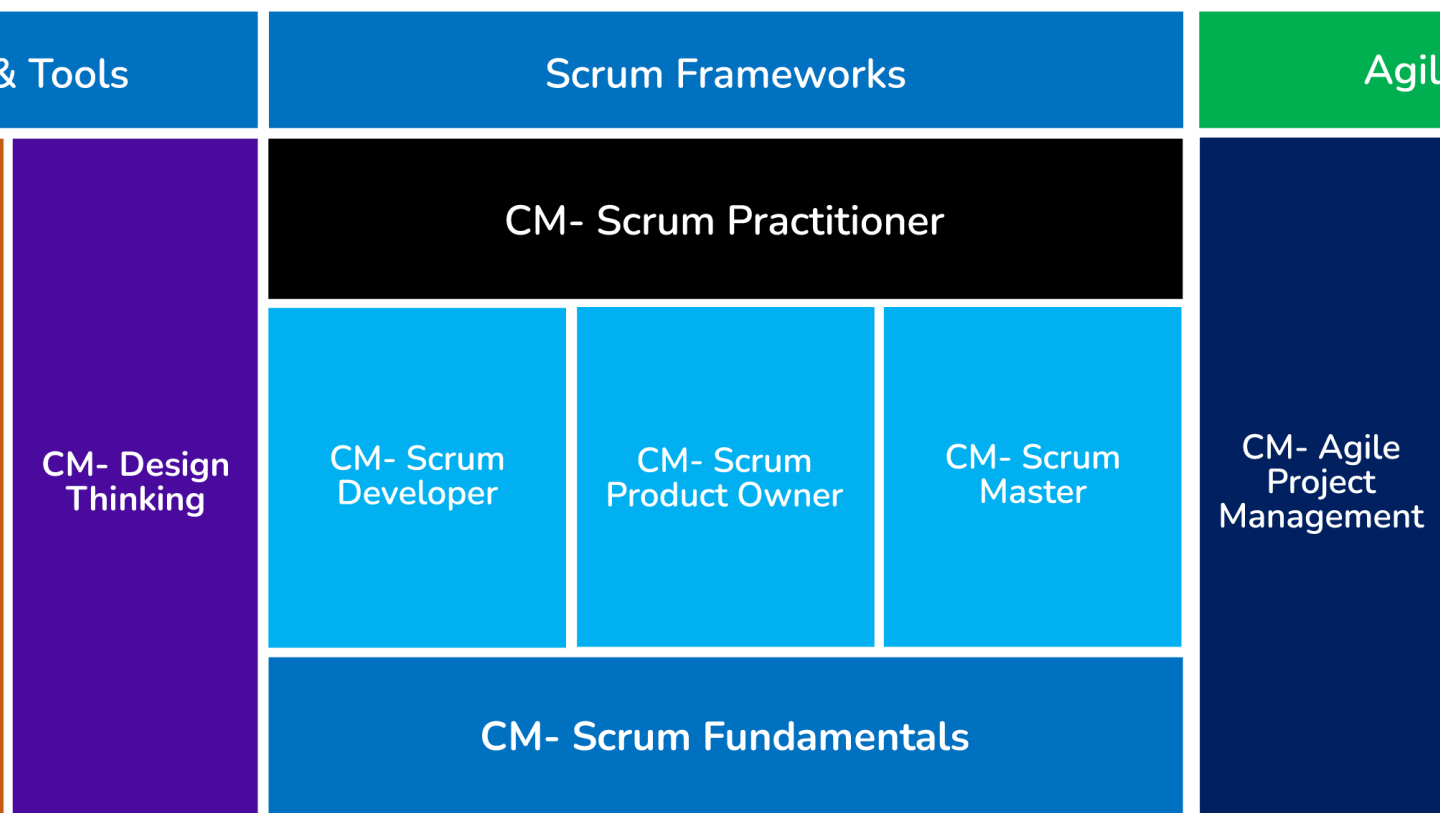 & Tools
Scrum Frameworks
Agil
CM- Scrum Practitioner
CM- Design
Thinking
CM- Scrum
Developer
CM- Scrum
Product Owner
CM- Scrum
Master
CM- Agile
Project
Management
CM- Scrum Fundamentals